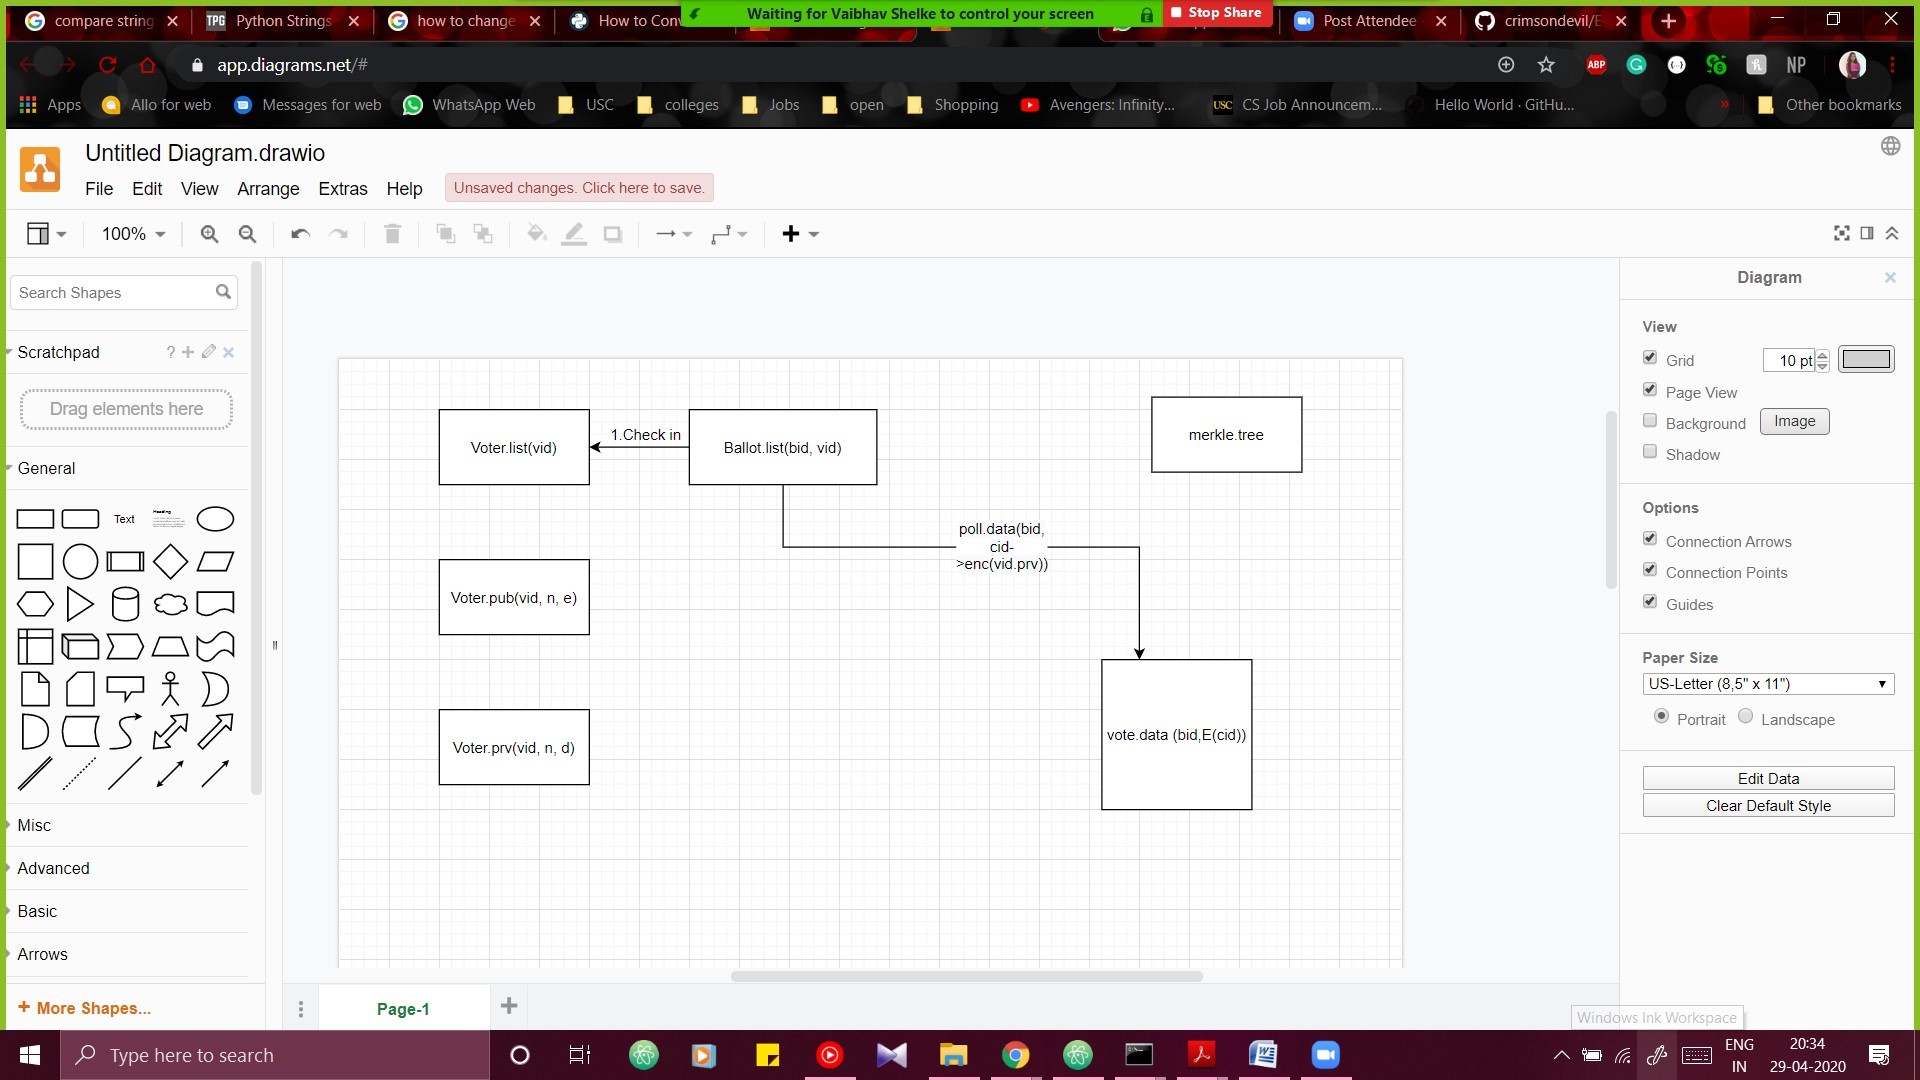 compare string
Python Strings
how to change
How to Con
Waiting for Vaibhav Shelke to control your screen
Stop Share
Post Attendee
crimsondevil/E
app.diagrams.net/#
ABP
NP
Apps
Allo for web
Messages for web
WhatsApp Web
USC
colleges
Jobs
open
Shopping
Avengers: Infinity...
USC
CS Job Announcem...
Hello World · GitHu...
»
Other bookmarks
Untitled Diagram.drawio
File
Edit
View
Arrange
Extras
Help
Unsaved changes. Click here to save.
100%
Search Shapes
Scratchpad
?
Drag elements here
General
Text
Heading
Misc
Advanced
Basic
Arrows
+ More Shapes...
Voter.list(vid)
1.Check in
Ballot.list(bid, vid)
merkle.tree
poll.data(bid,
cid-
>enc(vid.prv))
Voter.pub(vid, n, e)
Voter.prv(vid, n, d)
vote.data (bid,E(cid))
Page-1
Diagram
View
Grid
10 pt
Page View
Background
Image
Shadow
Options
Connection Arrows
Connection Points
Guides
Paper Size
US-Letter (8,5" x 11")
Portrait
Landscape
Edit Data
Clear Default Style
Windows Ink Workspace
Type here to search
ENG
IN
20:34
29-04-2020